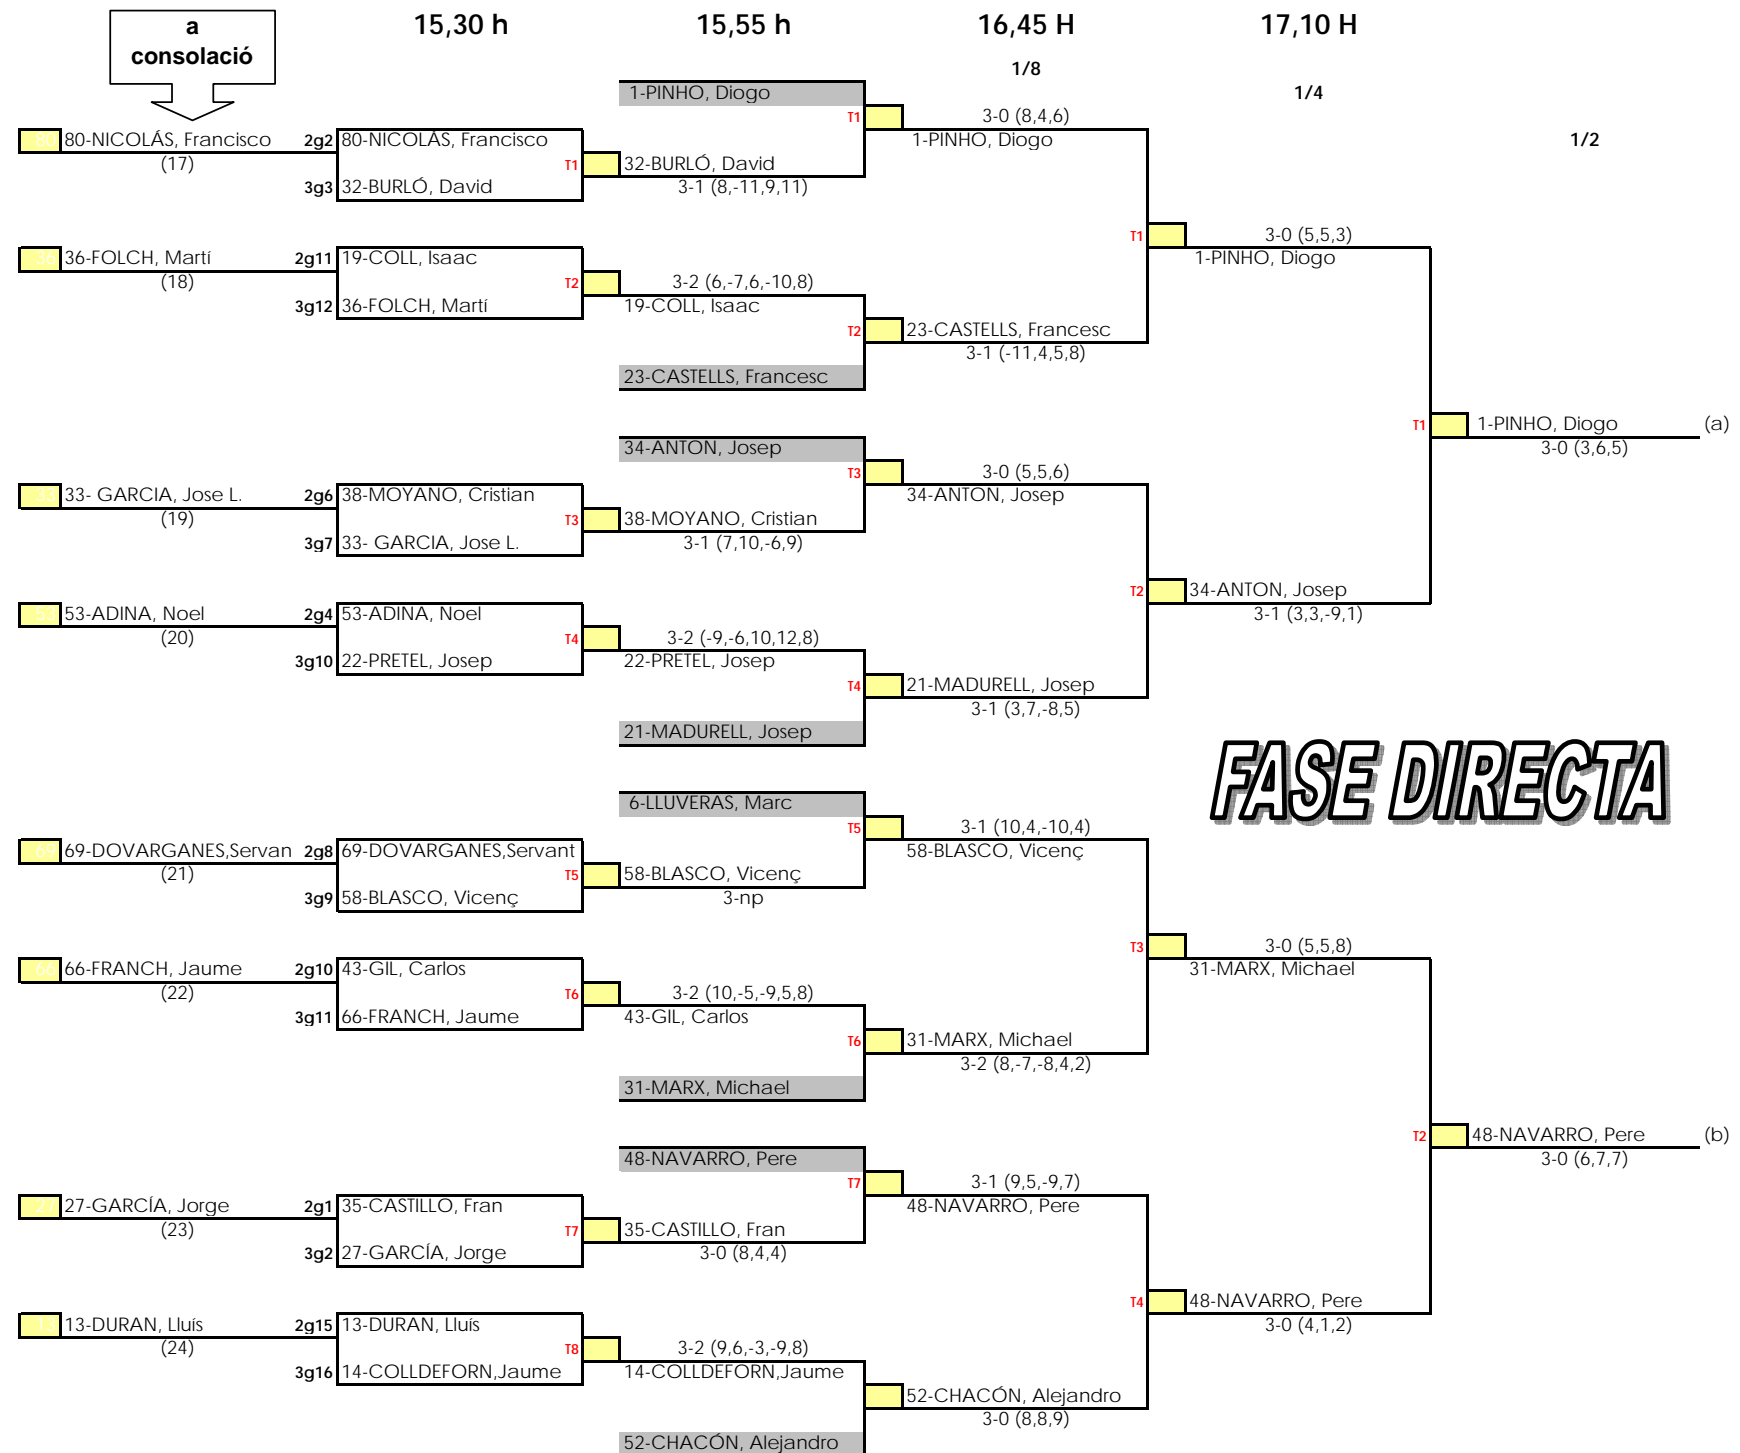 a
consolació
15,30 h
15,55 h
16,45 H
17,10 H
1/8
1/4
1/2
1-PINHO, Diogo
T1
3-0 (8,4,6)
1-PINHO, Diogo
80 80-NICOLÁS, Francisco
(17)
2g2 80-NICOLÁS, Francisco
T1
32-BURLÓ, David
3g3 32-BURLÓ, David
3-1 (8,-11,9,11)
T1
3-0 (5,5,3)
1-PINHO, Diogo
36 36-FOLCH, Martí
(18)
2g11 19-COLL, Isaac
T2
3-2 (6,-7,6,-10,8)
3g12 36-FOLCH, Martí
19-COLL, Isaac
T2
23-CASTELLS, Francesc
3-1 (-11,4,5,8)
23-CASTELLS, Francesc
T1
1-PINHO, Diogo
(a)
3-0 (3,6,5)
34-ANTON, Josep
T3
3-0 (5,5,6)
34-ANTON, Josep
33 33- GARCIA, Jose L.
(19)
2g6 38-MOYANO, Cristian
T3
38-MOYANO, Cristian
3g7 33- GARCIA, Jose L.
3-1 (7,10,-6,9)
T2
34-ANTON, Josep
3-1 (3,3,-9,1)
53 53-ADINA, Noel
(20)
2g4 53-ADINA, Noel
T4
3-2 (-9,-6,10,12,8)
3g10 22-PRETEL, Josep
22-PRETEL, Josep
T4
21-MADURELL, Josep
3-1 (3,7,-8,5)
21-MADURELL, Josep
FASE DIRECTA
6-LLUVERAS, Marc
T5
3-1 (10,4,-10,4)
58-BLASCO, Vicenç
69 69-DOVARGANES,Servan
(21)
2g8 69-DOVARGANES,Servant
T5
58-BLASCO, Vicenç
3g9 58-BLASCO, Vicenç
3-np
T3
3-0 (5,5,8)
31-MARX, Michael
66 66-FRANCH, Jaume
(22)
2g10 43-GIL, Carlos
T6
3-2 (10,-5,-9,5,8)
3g11 66-FRANCH, Jaume
43-GIL, Carlos
T6
31-MARX, Michael
3-2 (8,-7,-8,4,2)
31-MARX, Michael
T2
48-NAVARRO, Pere
(b)
3-0 (6,7,7)
48-NAVARRO, Pere
T7
3-1 (9,5,-9,7)
48-NAVARRO, Pere
27 27-GARCÍA, Jorge
(23)
2g1 35-CASTILLO, Fran
T7
35-CASTILLO, Fran
3g2 27-GARCÍA, Jorge
3-0 (8,4,4)
T4
48-NAVARRO, Pere
3-0 (4,1,2)
13 13-DURAN, Lluís
(24)
2g15 13-DURAN, Lluís
T8
3-2 (9,6,-3,-9,8)
3g16 14-COLLDEFORN,Jaume
14-COLLDEFORN,Jaume
52-CHACÓN, Alejandro
3-0 (8,8,9)
52-CHACÓN, Alejandro